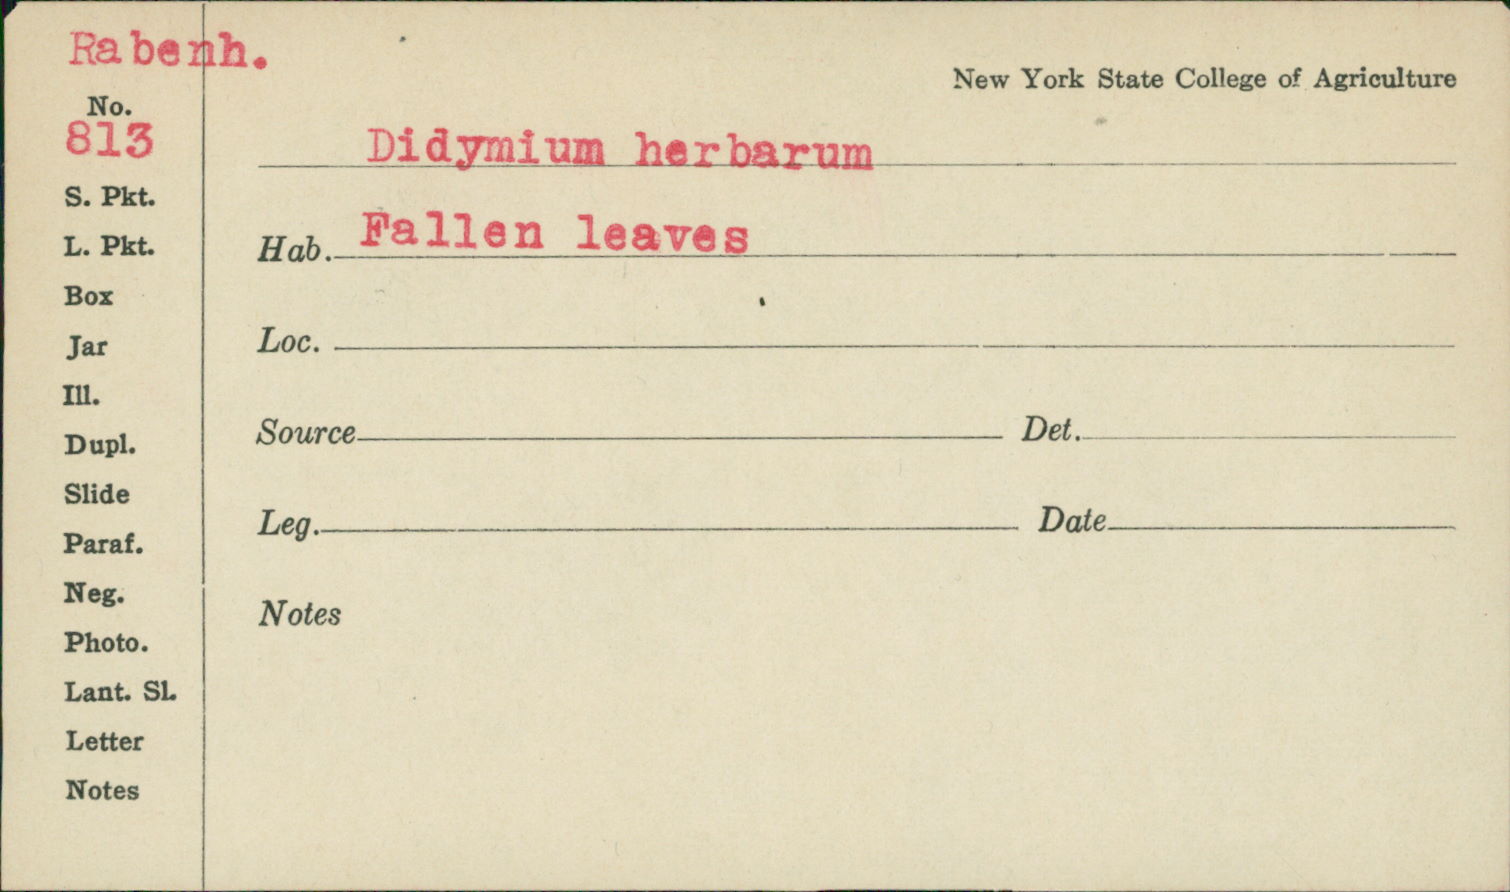 Rabenh.
New York State College of Agriculture
No.
813
Didymium herbarum
S. Pkt.
Hab. Fallen leaves
L. Pkt.
Box
Loc.
Jar
Ill.
Source Det.
Dupl.
Slide
Leg. Date
Paraf.
Neg.
Notes
Photo.
Lant. Sl.
Letter
Notes